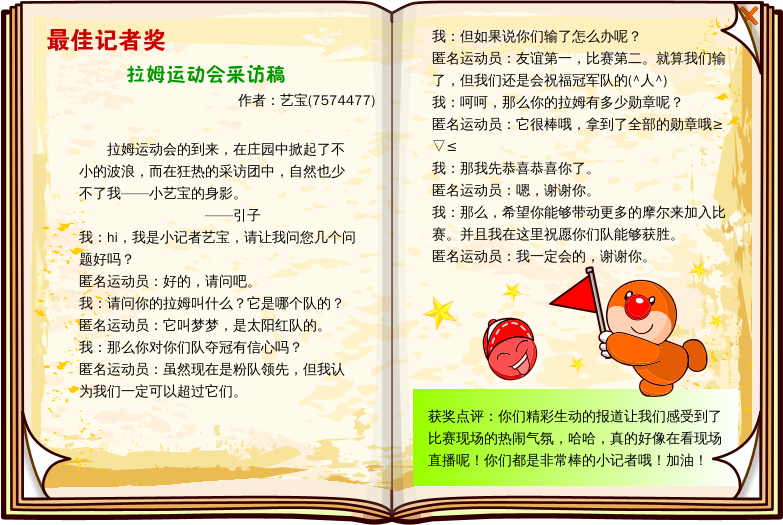 最佳记者奖
拉姆运动会采访稿
作者：艺宝(7574477)
拉姆运动会的到来，在庄园中掀起了不
小的波浪，而在狂热的采访团中，自然也少
不了我——小艺宝的身影。
——引子
我：hi，我是小记者艺宝，请让我问您几个问
题好吗？
匿名运动员：好的，请问吧。
我：请问你的拉姆叫什么？它是哪个队的？
匿名运动员：它叫梦梦，是太阳红队的。
我：那么你对你们队夺冠有信心吗？
匿名运动员：虽然现在是粉队领先，但我认
为我们一定可以超过它们。
我：但如果说你们输了怎么办呢？
匿名运动员：友谊第一，比赛第二。就算我们输
了，但我们还是会祝福冠军队的(^人^)
我：呵呵，那么你的拉姆有多少勋章呢？
匿名运动员：它很棒哦，拿到了全部的勋章哦≥
▽≤
我：那我先恭喜恭喜你了。
匿名运动员：嗯，谢谢你。
我：那么，希望你能够带动更多的摩尔来加入比
赛。并且我在这里祝愿你们队能够获胜。
匿名运动员：我一定会的，谢谢你。
获奖点评：你们精彩生动的报道让我们感受到了
比赛现场的热闹气氛，哈哈，真的好像在看现场
直播呢！你们都是非常棒的小记者哦！加油！